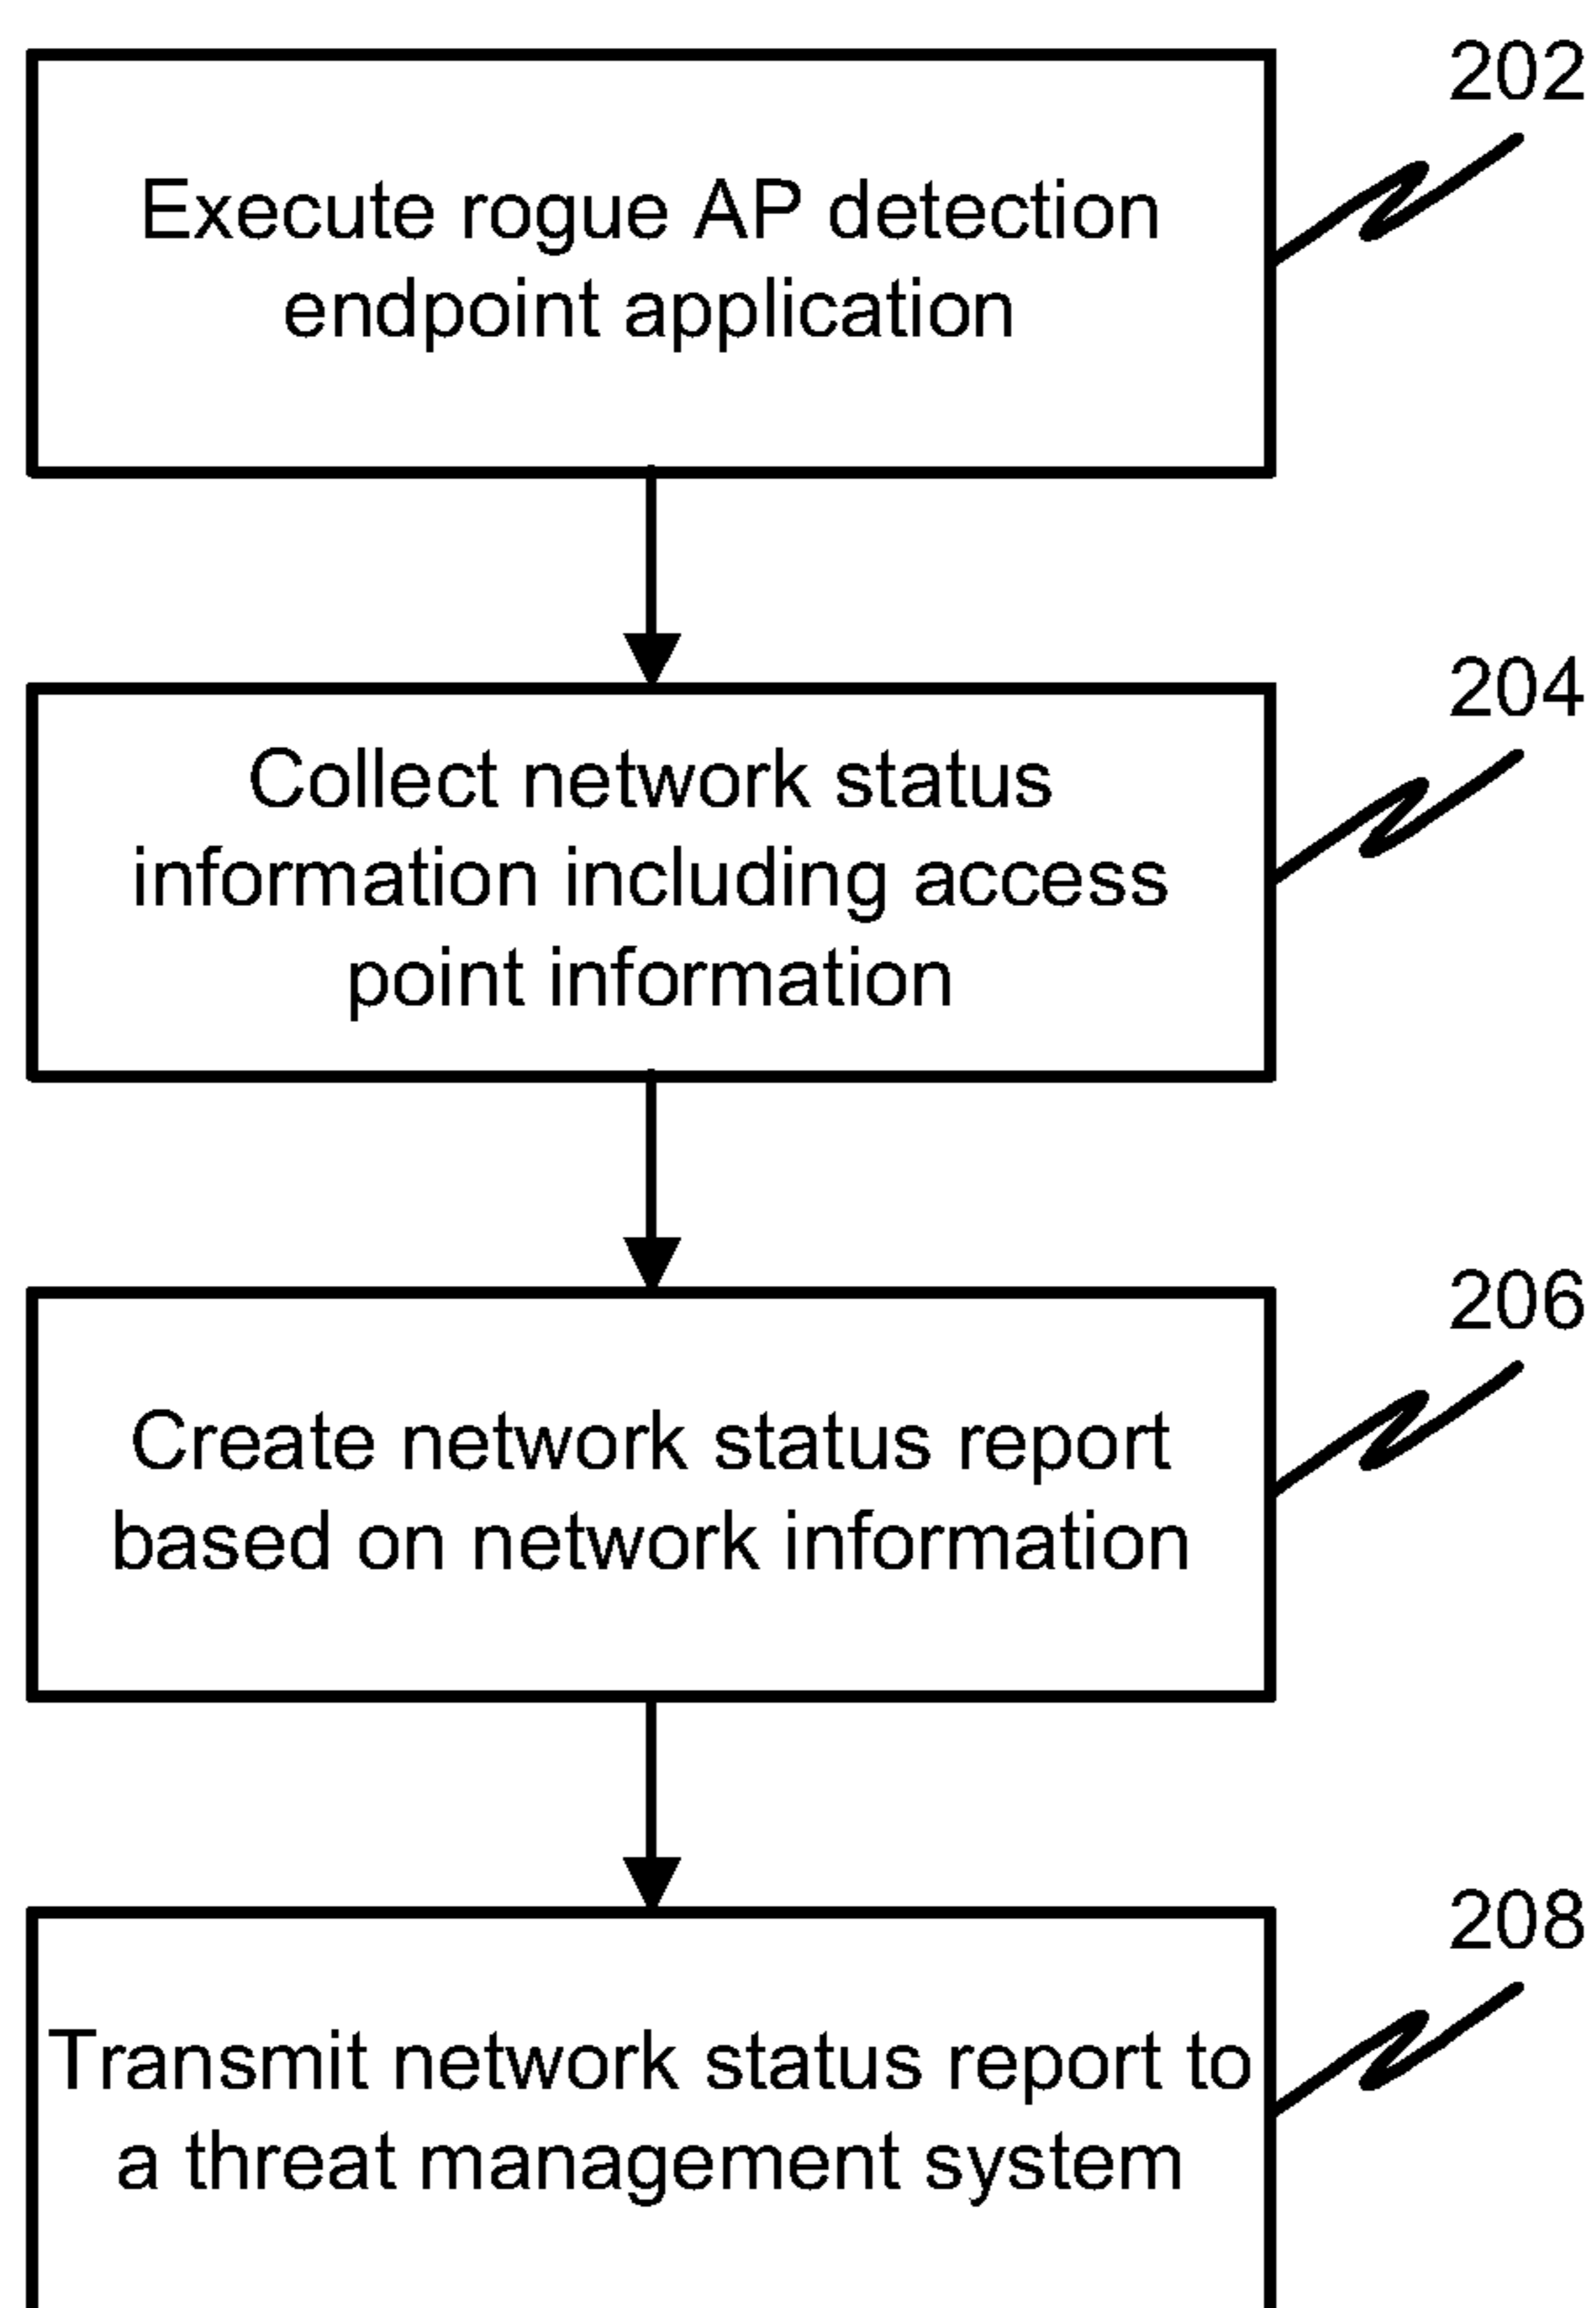 202
Execute rogue AP detection
endpoint application
204
Collect network status
information including access
point information
206
Create network status report
based on network information
208
Transmit network status report to
a threat management system